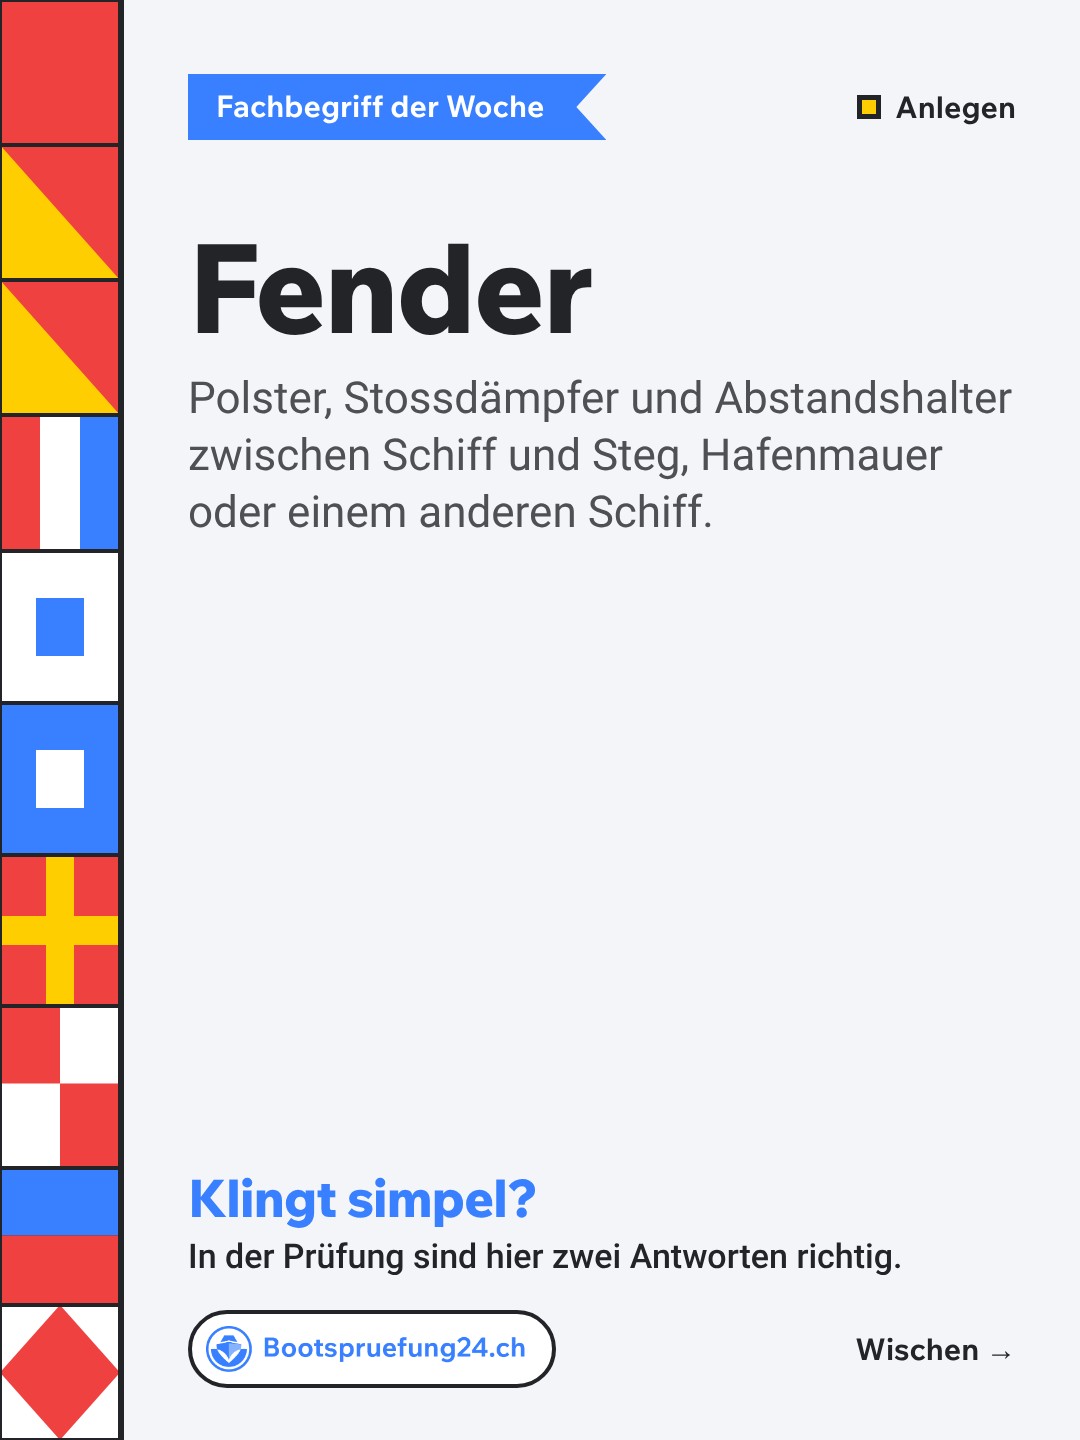 Fachbegriff der Woche
Anlegen
Fender
Polster, Stossdämpfer und Abstandshalter
zwischen Schiff und Steg, Hafenmauer
oder einem anderen Schiff.
Klingt simpel?
In der Prüfung sind hier zwei Antworten richtig.
Bootspruefung24.ch
Wischen →